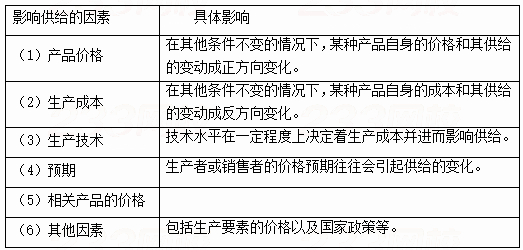 影响供给的因素 具体影响
（1）产品价格 在其他条件不变的情况下，某种产品自身的价格和其供给
的变动成正方向变化。
（2）生产成本 在其他条件不变的情况下，某种产品自身的成本和其供给
的变动成反方向变化。
（3）生产技术 技术水平在一定程度上决定着生产成本并进而影响供给。
（4）预期 生产者或销售者的价格预期往往会引起供给的变化。
（5）相关产品的价格
（6）其他因素 包括生产要素的价格以及国家政策等。